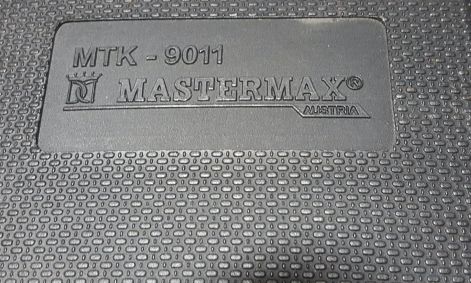 MTK - 9011
MASTERMAX®
AUSTRIA